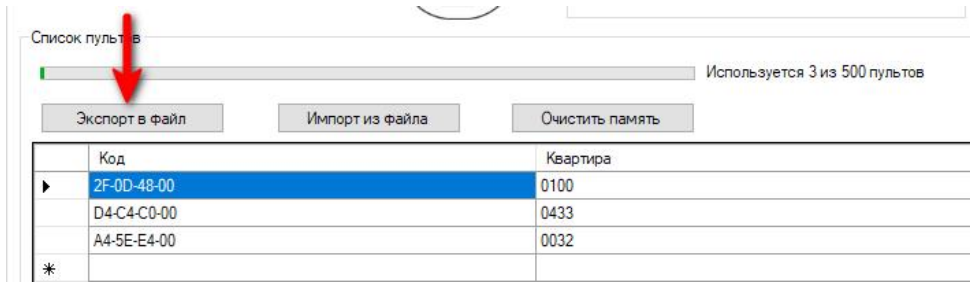 Список пультов
Используется 3 из 500 пультов
Экспорт в файл Импорт из файла Очистить память
Код Квартира
2F-0D-48-00 0100
D4-C4-C0-00 0433
A4-5E-E4-00 0032